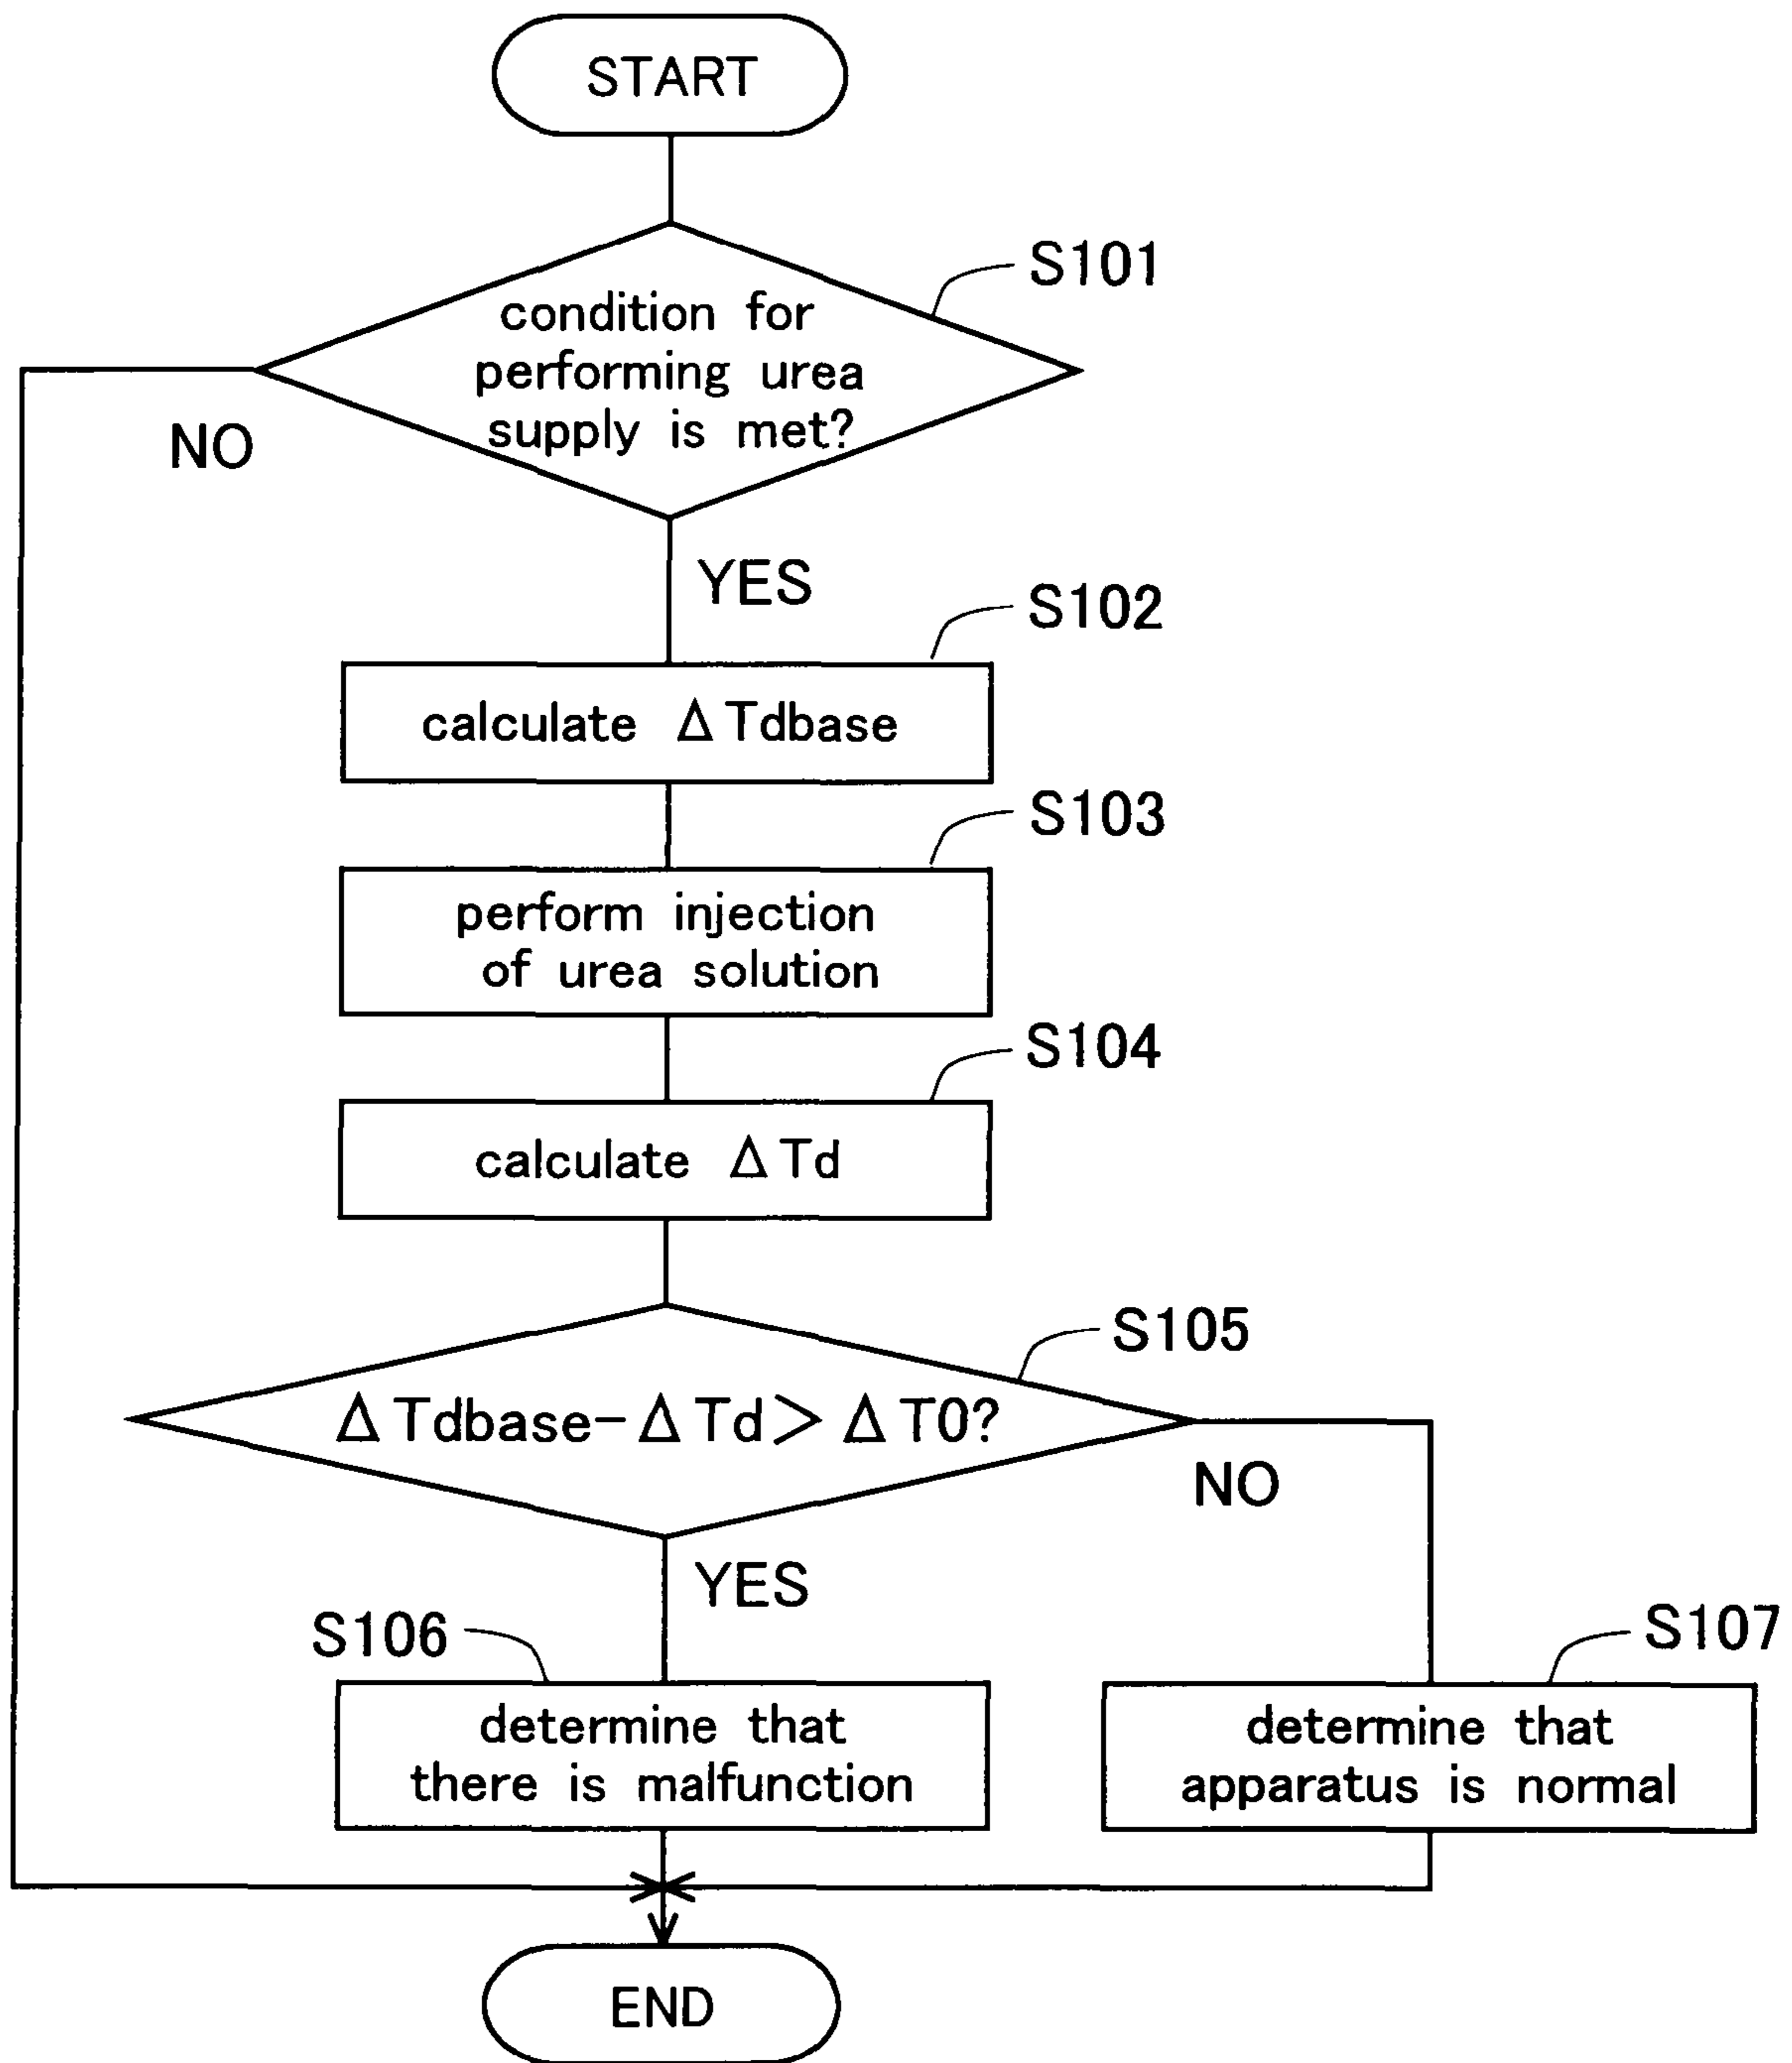 START
S101
condition for
performing urea
supply is met?
NO
YES
S102
calculate ΔTdbase
S103
perform injection
of urea solution
S104
calculate ΔTd
S105
ΔTdbase-ΔTd>ΔT0?
NO
YES
S106
S107
determine that
there is malfunction
determine that
apparatus is normal
END